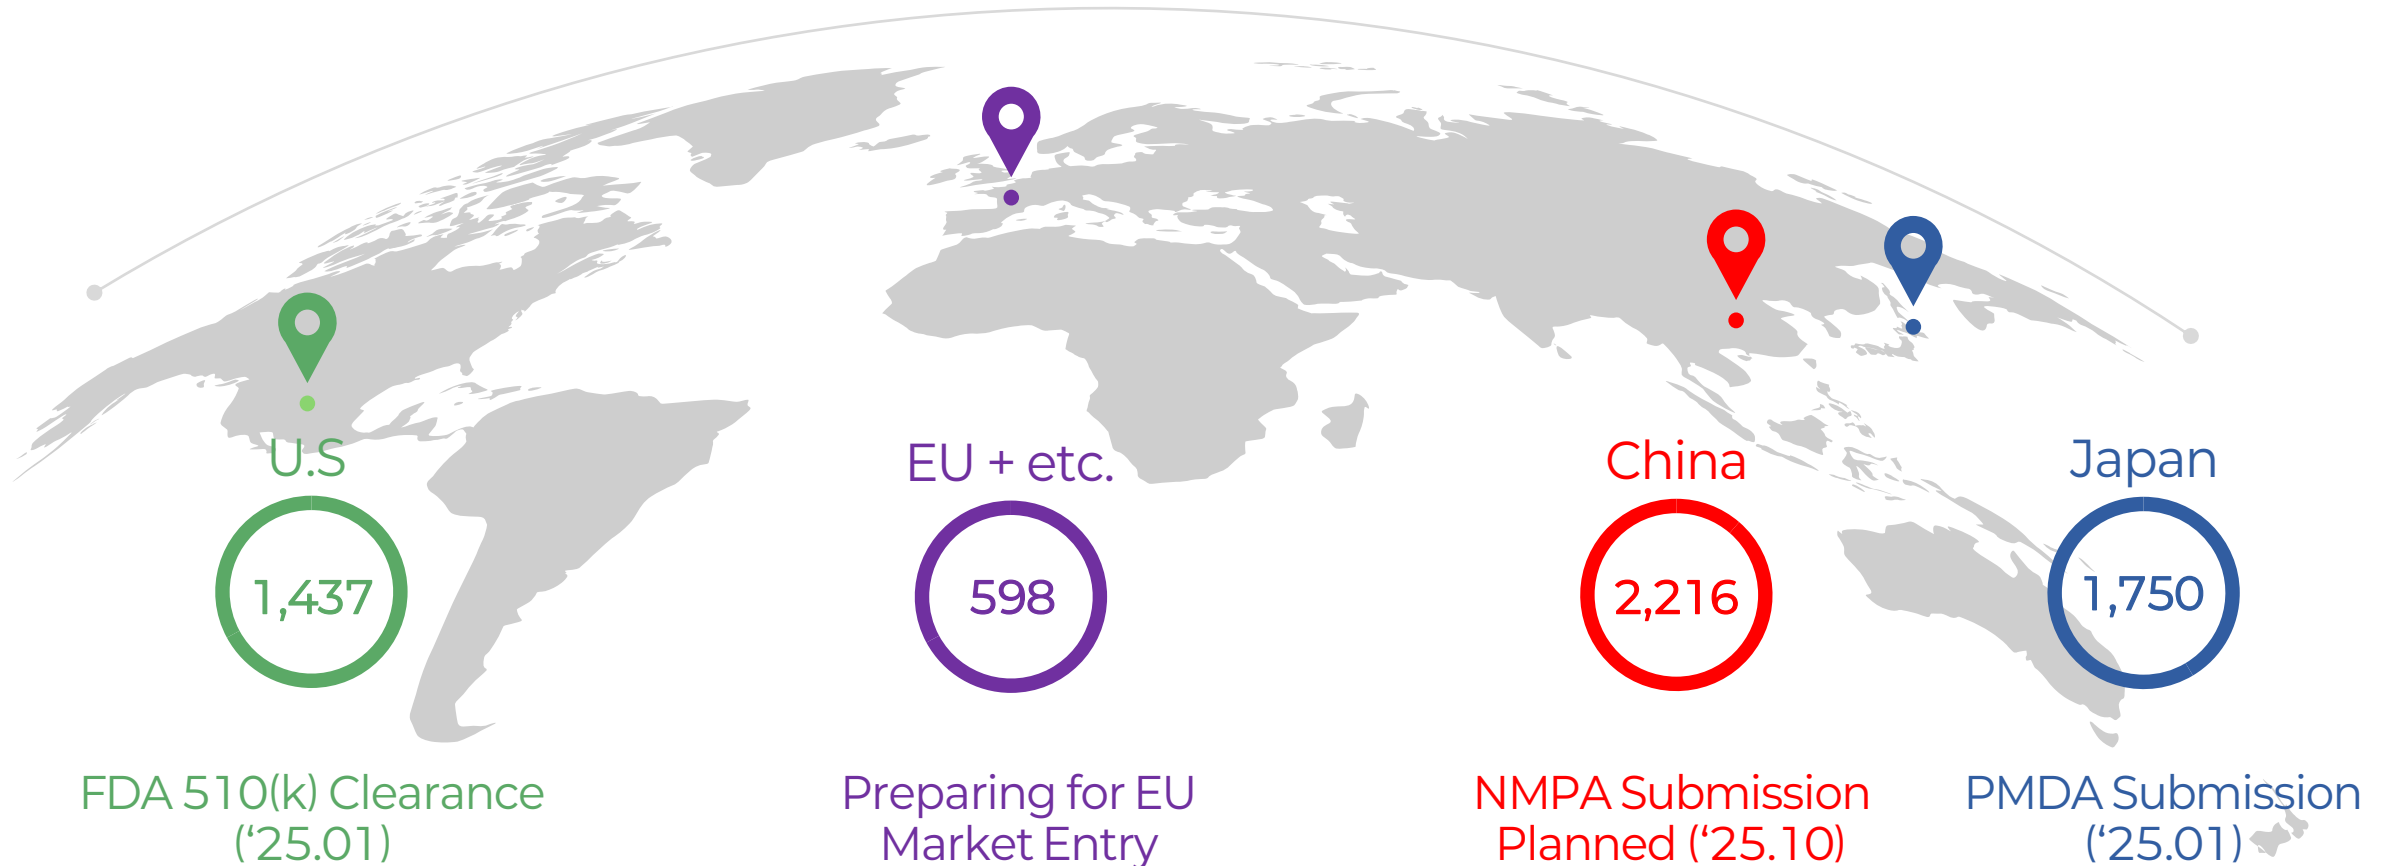 U.S
1,437
FDA 510(k) Clearance
(‘25.01)
EU + etc.
598
Preparing for EU
Market Entry
China
2,216
NMPA Submission
Planned (‘25.10)
Japan
1,750
PMDA Submission
(‘25.01)